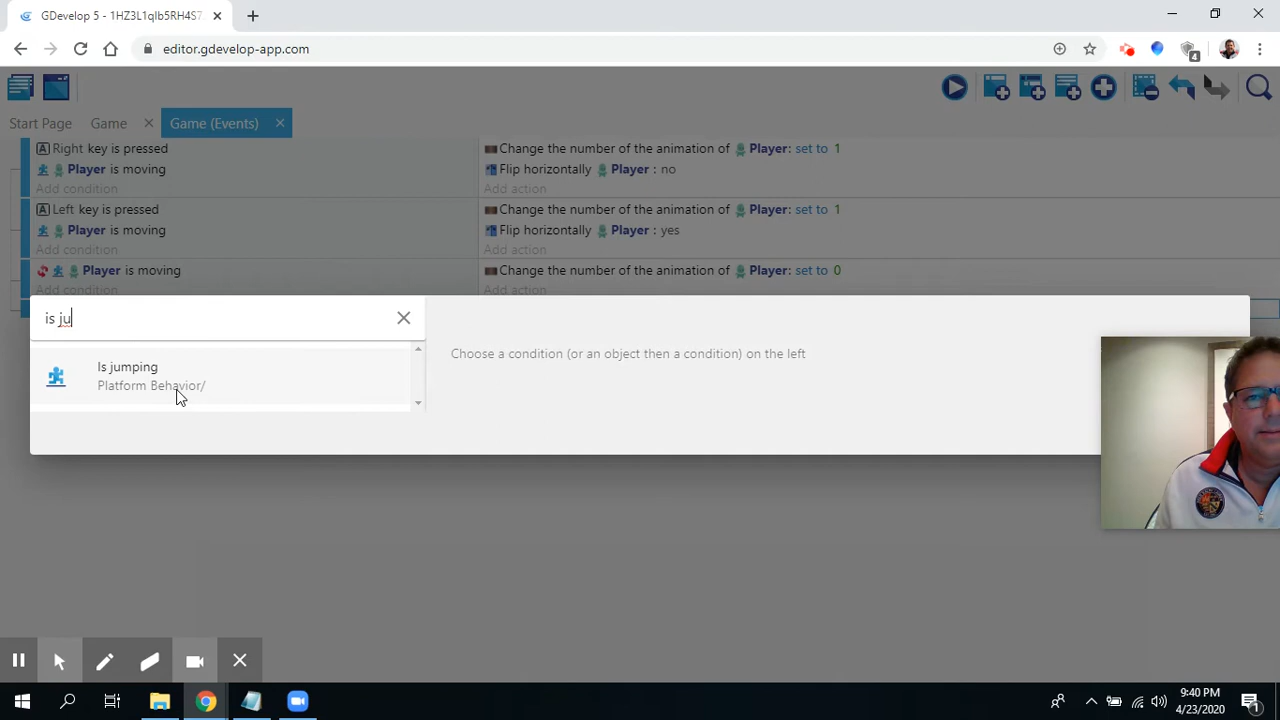 GDevelop 5 - 1HZ3L1qIb5RH4S7
editor.gdevelop-app.com
4
Start Page
Game
Game (Events)
Right key is pressed
Change the number of the animation of Player: set to 1
Player is moving
Flip horizontally Player : no
Add condition
Add action
Left key is pressed
Change the number of the animation of Player: set to 1
Player is moving
Flip horizontally Player : yes
Add condition
Add action
Player is moving
Change the number of the animation of Player: set to 0
Add condition
Add action
is ju
Is jumping
Platform Behavior/
Choose a condition (or an object then a condition) on the left
9:40 PM
4/23/2020
1